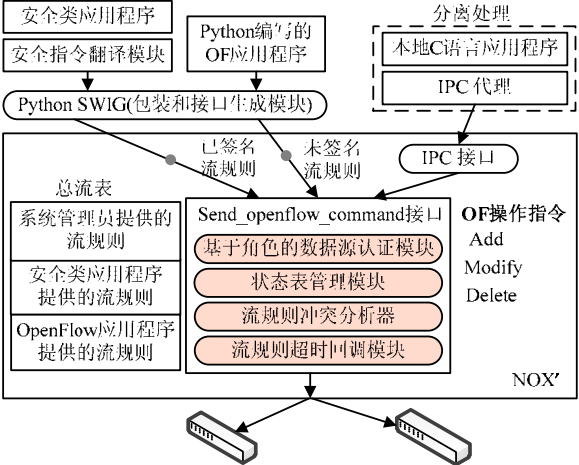 安全类应用程序
安全指令翻译模块
Python编写的
OF应用程序
分离处理
本地C语言应用程序
IPC 代理
Python SWIG(包装和接口生成模块)
已签名
流规则
未签名
流规则
IPC 接口
总流表
系统管理员提供的
流规则
安全类应用程序
提供的流规则
OpenFlow应用程序
提供的流规则
Send_openflow_command接口
基于角色的数据源认证模块
状态表管理模块
流规则冲突分析器
流规则超时回调模块
OF操作指令
Add
Modify
Delete
NOX′